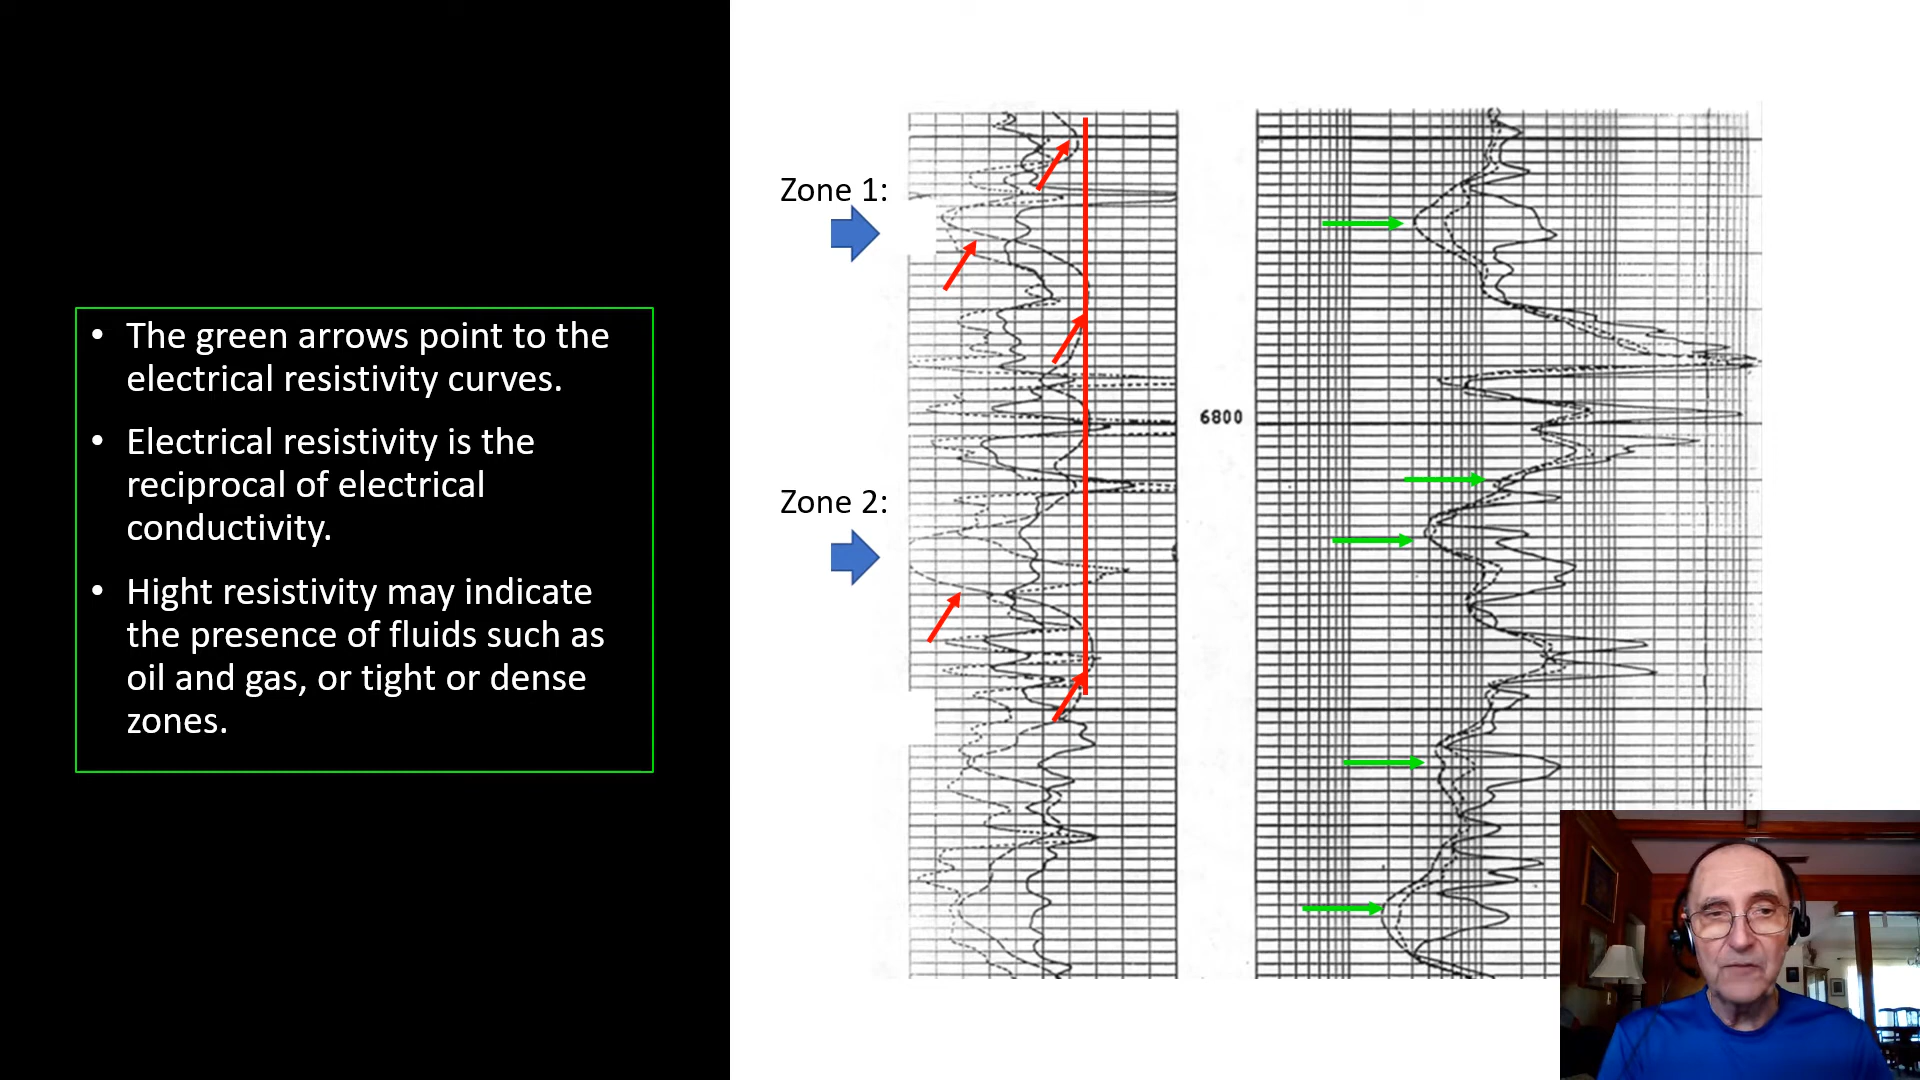 • The green arrows point to the
electrical resistivity curves.
• Electrical resistivity is the
reciprocal of electrical
conductivity.
• Hight resistivity may indicate
the presence of fluids such as
oil and gas, or tight or dense
zones.
Zone 1:
Zone 2:
6800